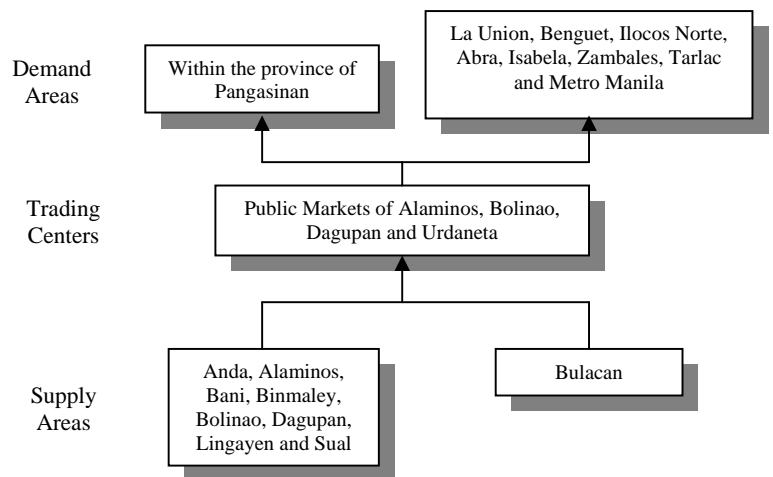 Demand
Areas
Within the province of
Pangasinan
La Union, Benguet, Ilocos Norte,
Abra, Isabela, Zambales, Tarlac
and Metro Manila
Trading
Centers
Public Markets of Alaminos, Bolinao,
Dagupan and Urdaneta
Supply
Areas
Anda, Alaminos,
Bani, Binmaley,
Bolinao, Dagupan,
Lingayen and Sual
Bulacan